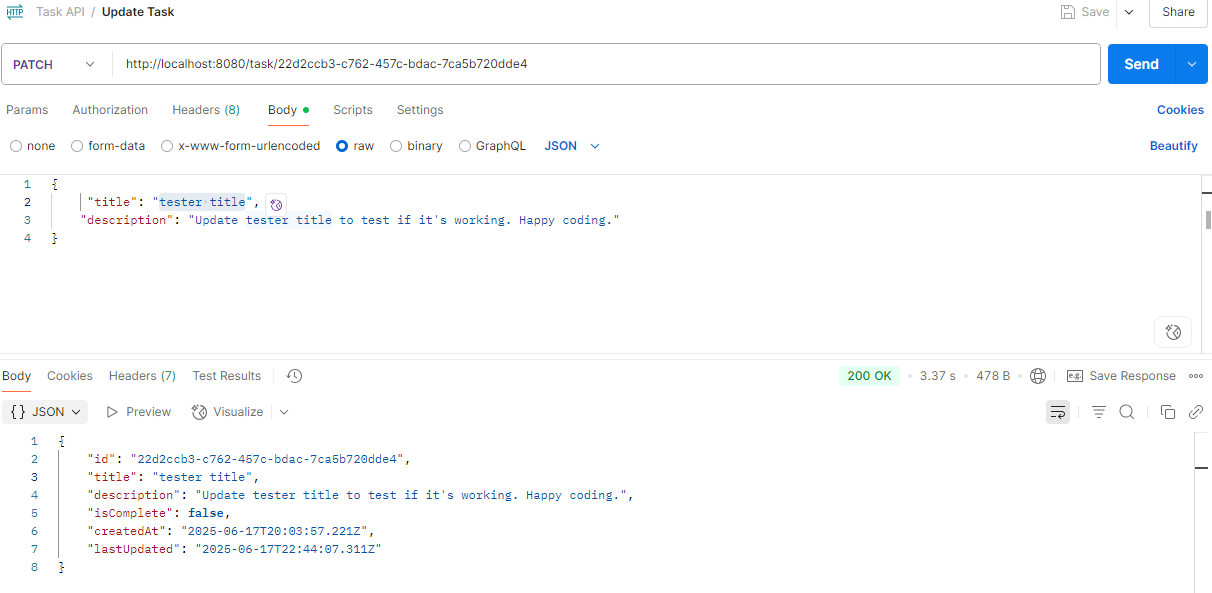 HTTP Task API / Update Task Save Share
PATCH http://localhost:8080/task/22d2ccb3-c762-457c-bdac-7ca5b720dde4 Send
Params Authorization Headers (8) Body Scripts Settings Cookies
none form-data x-www-form-urlencoded raw binary GraphQL JSON Beautify
1 {
2 "title": "tester·title",
3 "description": "Update tester title to test if it's working. Happy coding."
4 }
Body Cookies Headers (7) Test Results 200 OK • 3.37 s • 478 B • e.g. Save Response
{} JSON Preview Visualize
1 {
2 "id": "22d2ccb3-c762-457c-bdac-7ca5b720dde4",
3 "title": "tester title",
4 "description": "Update tester title to test if it's working. Happy coding.",
5 "isComplete": false,
6 "createdAt": "2025-06-17T20:03:57.221Z",
7 "lastUpdated": "2025-06-17T22:44:07.311Z"
8 }